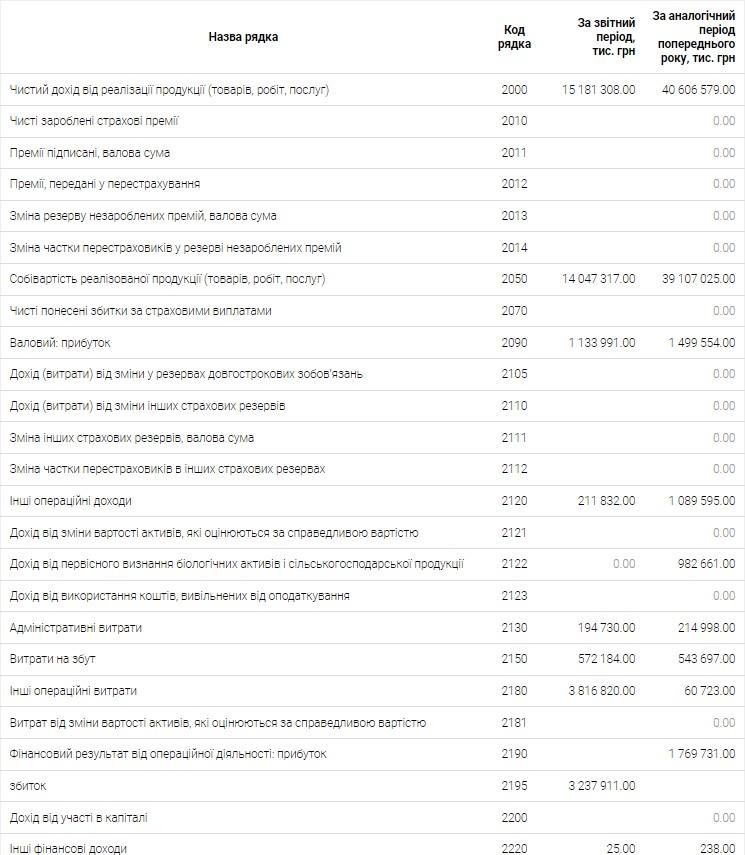 Назва рядка Код рядка За звітний період, тис. грн За аналогічний період попереднього року, тис. грн
Чистий дохід від реалізації продукції (товарів, робіт, послуг) 2000 15 181 308.00 40 606 579.00
Чисті зароблені страхові премії 2010 0.00
Премії підписані, валова сума 2011 0.00
Премії, передані у перестрахування 2012 0.00
Зміна резерву незароблених премій, валова сума 2013 0.00
Зміна частки перестраховиків у резерві незароблених премій 2014 0.00
Собівартість реалізованої продукції (товарів, робіт, послуг) 2050 14 047 317.00 39 107 025.00
Чисті понесені збитки за страховими виплатами 2070 0.00
Валовий: прибуток 2090 1 133 991.00 1 499 554.00
Дохід (витрати) від зміни у резервах довгострокових зобов'язань 2105 0.00
Дохід (витрати) від зміни інших страхових резервів 2110 0.00
Зміна інших страхових резервів, валова сума 2111 0.00
Зміна частки перестраховиків в інших страхових резервах 2112 0.00
Інші операційні доходи 2120 211 832.00 1 089 595.00
Дохід від зміни вартості активів, які оцінюються за справедливою вартістю 2121 0.00
Дохід від первісного визнання біологічних активів і сільськогосподарської продукції 2122 0.00 982 661.00
Дохід від використання коштів, вивільнених від оподаткування 2123 0.00
Адміністративні витрати 2130 194 730.00 214 998.00
Витрати на збут 2150 572 184.00 543 697.00
Інші операційні витрати 2180 3 816 820.00 60 723.00
Витрат від зміни вартості активів, які оцінюються за справедливою вартістю 2181 0.00
Фінансовий результат від операційної діяльності: прибуток 2190 1 769 731.00
збиток 2195 3 237 911.00
Дохід від участі в капіталі 2200 0.00
Інші фінансові доходи 2220 25.00 238.00